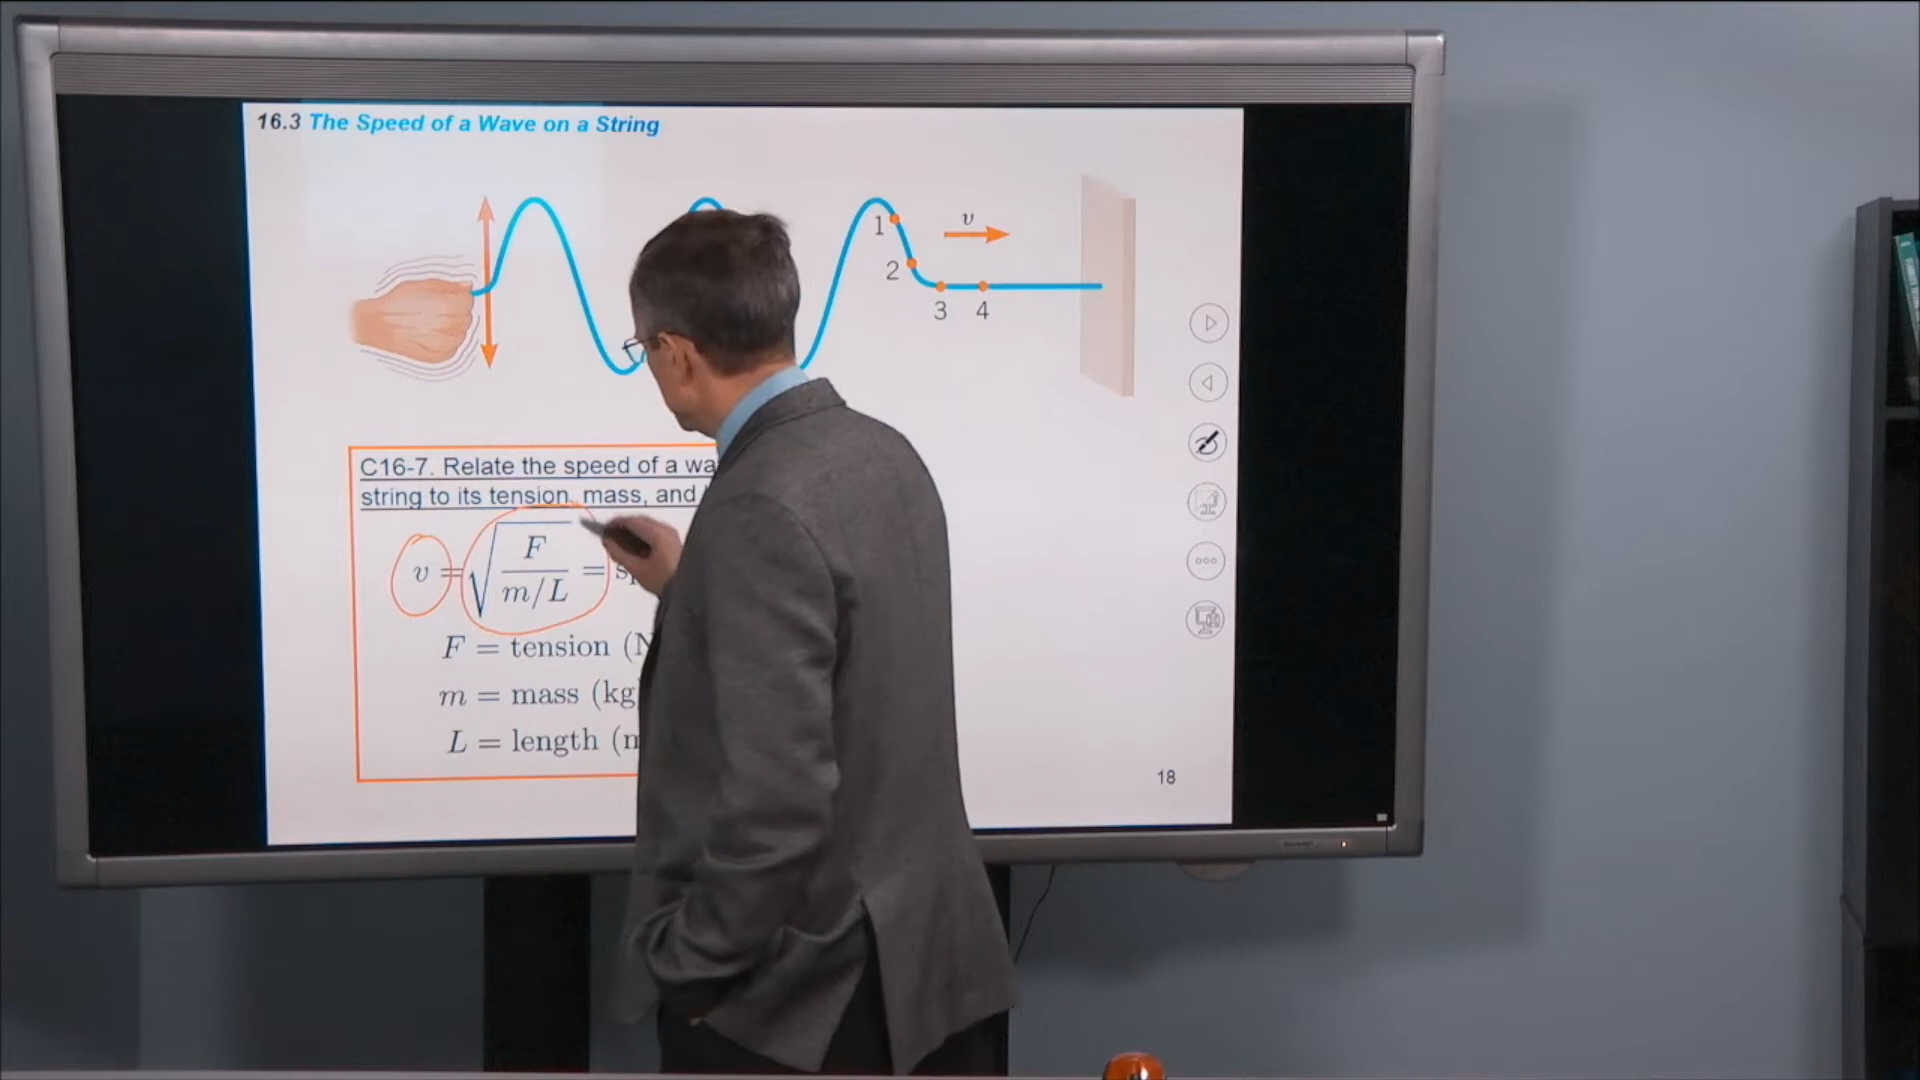 16.3 The Speed of a Wave on a String
v
1
2
3 4
C16-7. Relate the speed of a wa
string to its tension, mass, and
v = √ F / m/L = sp
F = tension (N
m = mass (kg
L = length (m
18